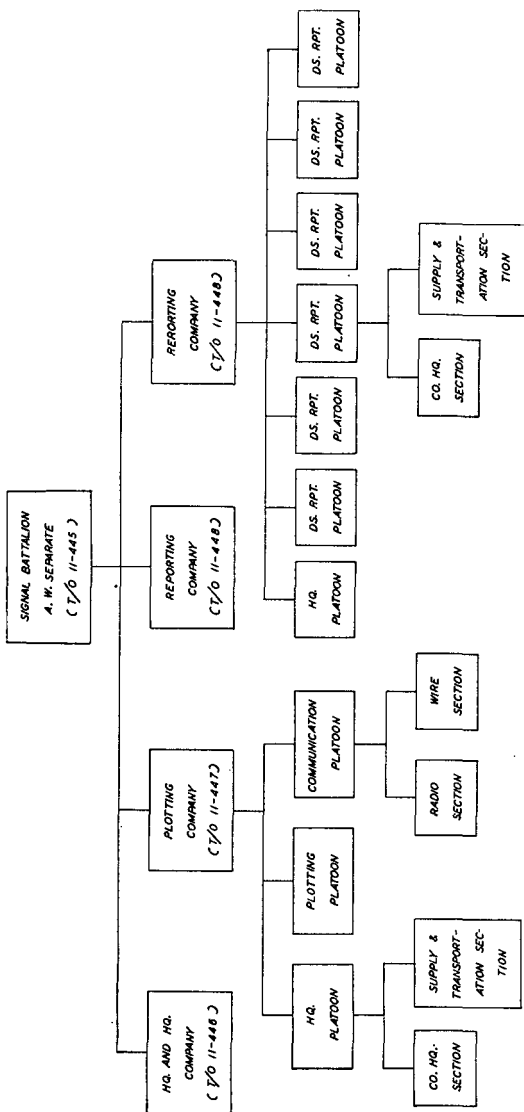 SIGNAL BATTALION
A. W. SEPARATE
(T/O 11-445)
HQ. AND HQ.
COMPANY
(T/O 11-446)
PLOTTING
COMPANY
(T/O 11-447)
REPORTING
COMPANY
(T/O 11-448)
RERORTING
COMPANY
(T/O 11-448)
HQ.
PLATOON
PLOTTING
PLATOON
COMMUNICATION
PLATOON
HQ.
PLATOON
DS. RPT.
PLATOON
DS. RPT.
PLATOON
DS. RPT.
PLATOON
DS. RPT.
PLATOON
DS. RPT.
PLATOON
DS. RPT.
PLATOON
CO. HQ.
SECTION
SUPPLY &
TRANSPORT-
ATION SEC-
TION
RADIO
SECTION
WIRE
SECTION
CO. HQ.
SECTION
SUPPLY &
TRANSPORT-
ATION SEC-
TION